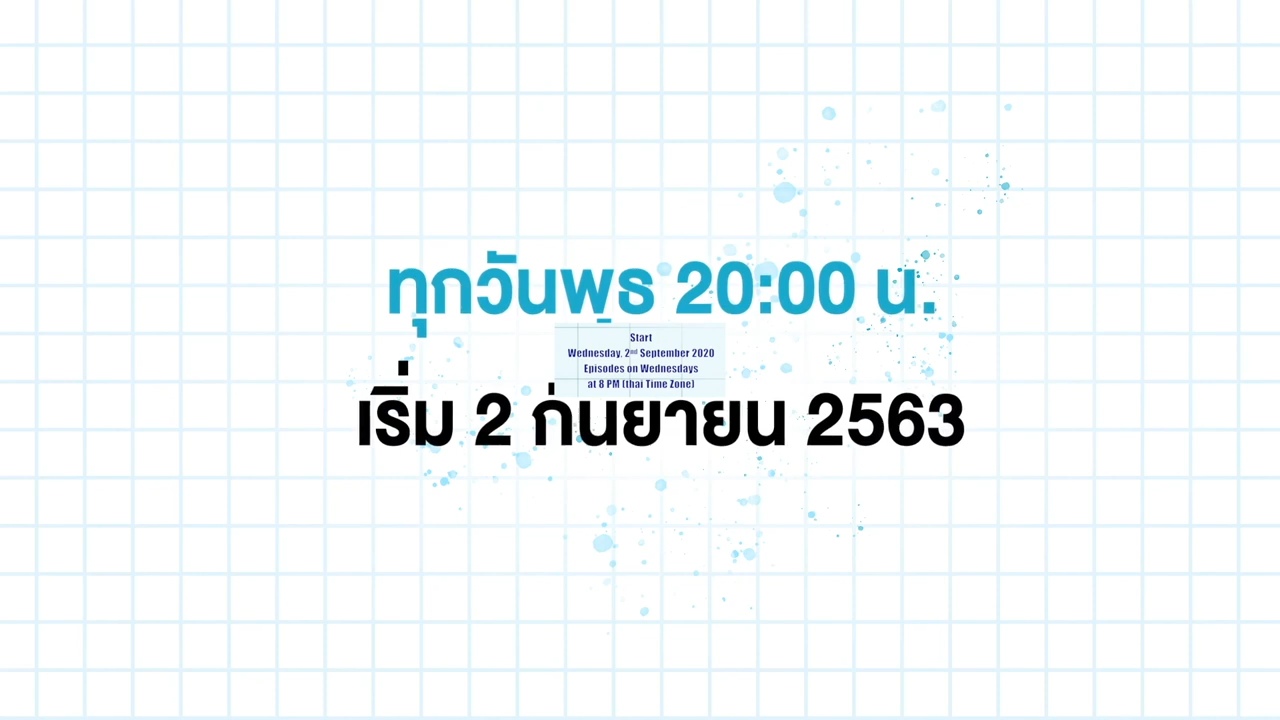 ทุกวันพุธ 20:00 น.
Start
Wednesday, 2nd September 2020
Episodes on Wednesdays
at 8 PM (thai Time Zone)
เริ่ม 2 ก่นยายน 2563